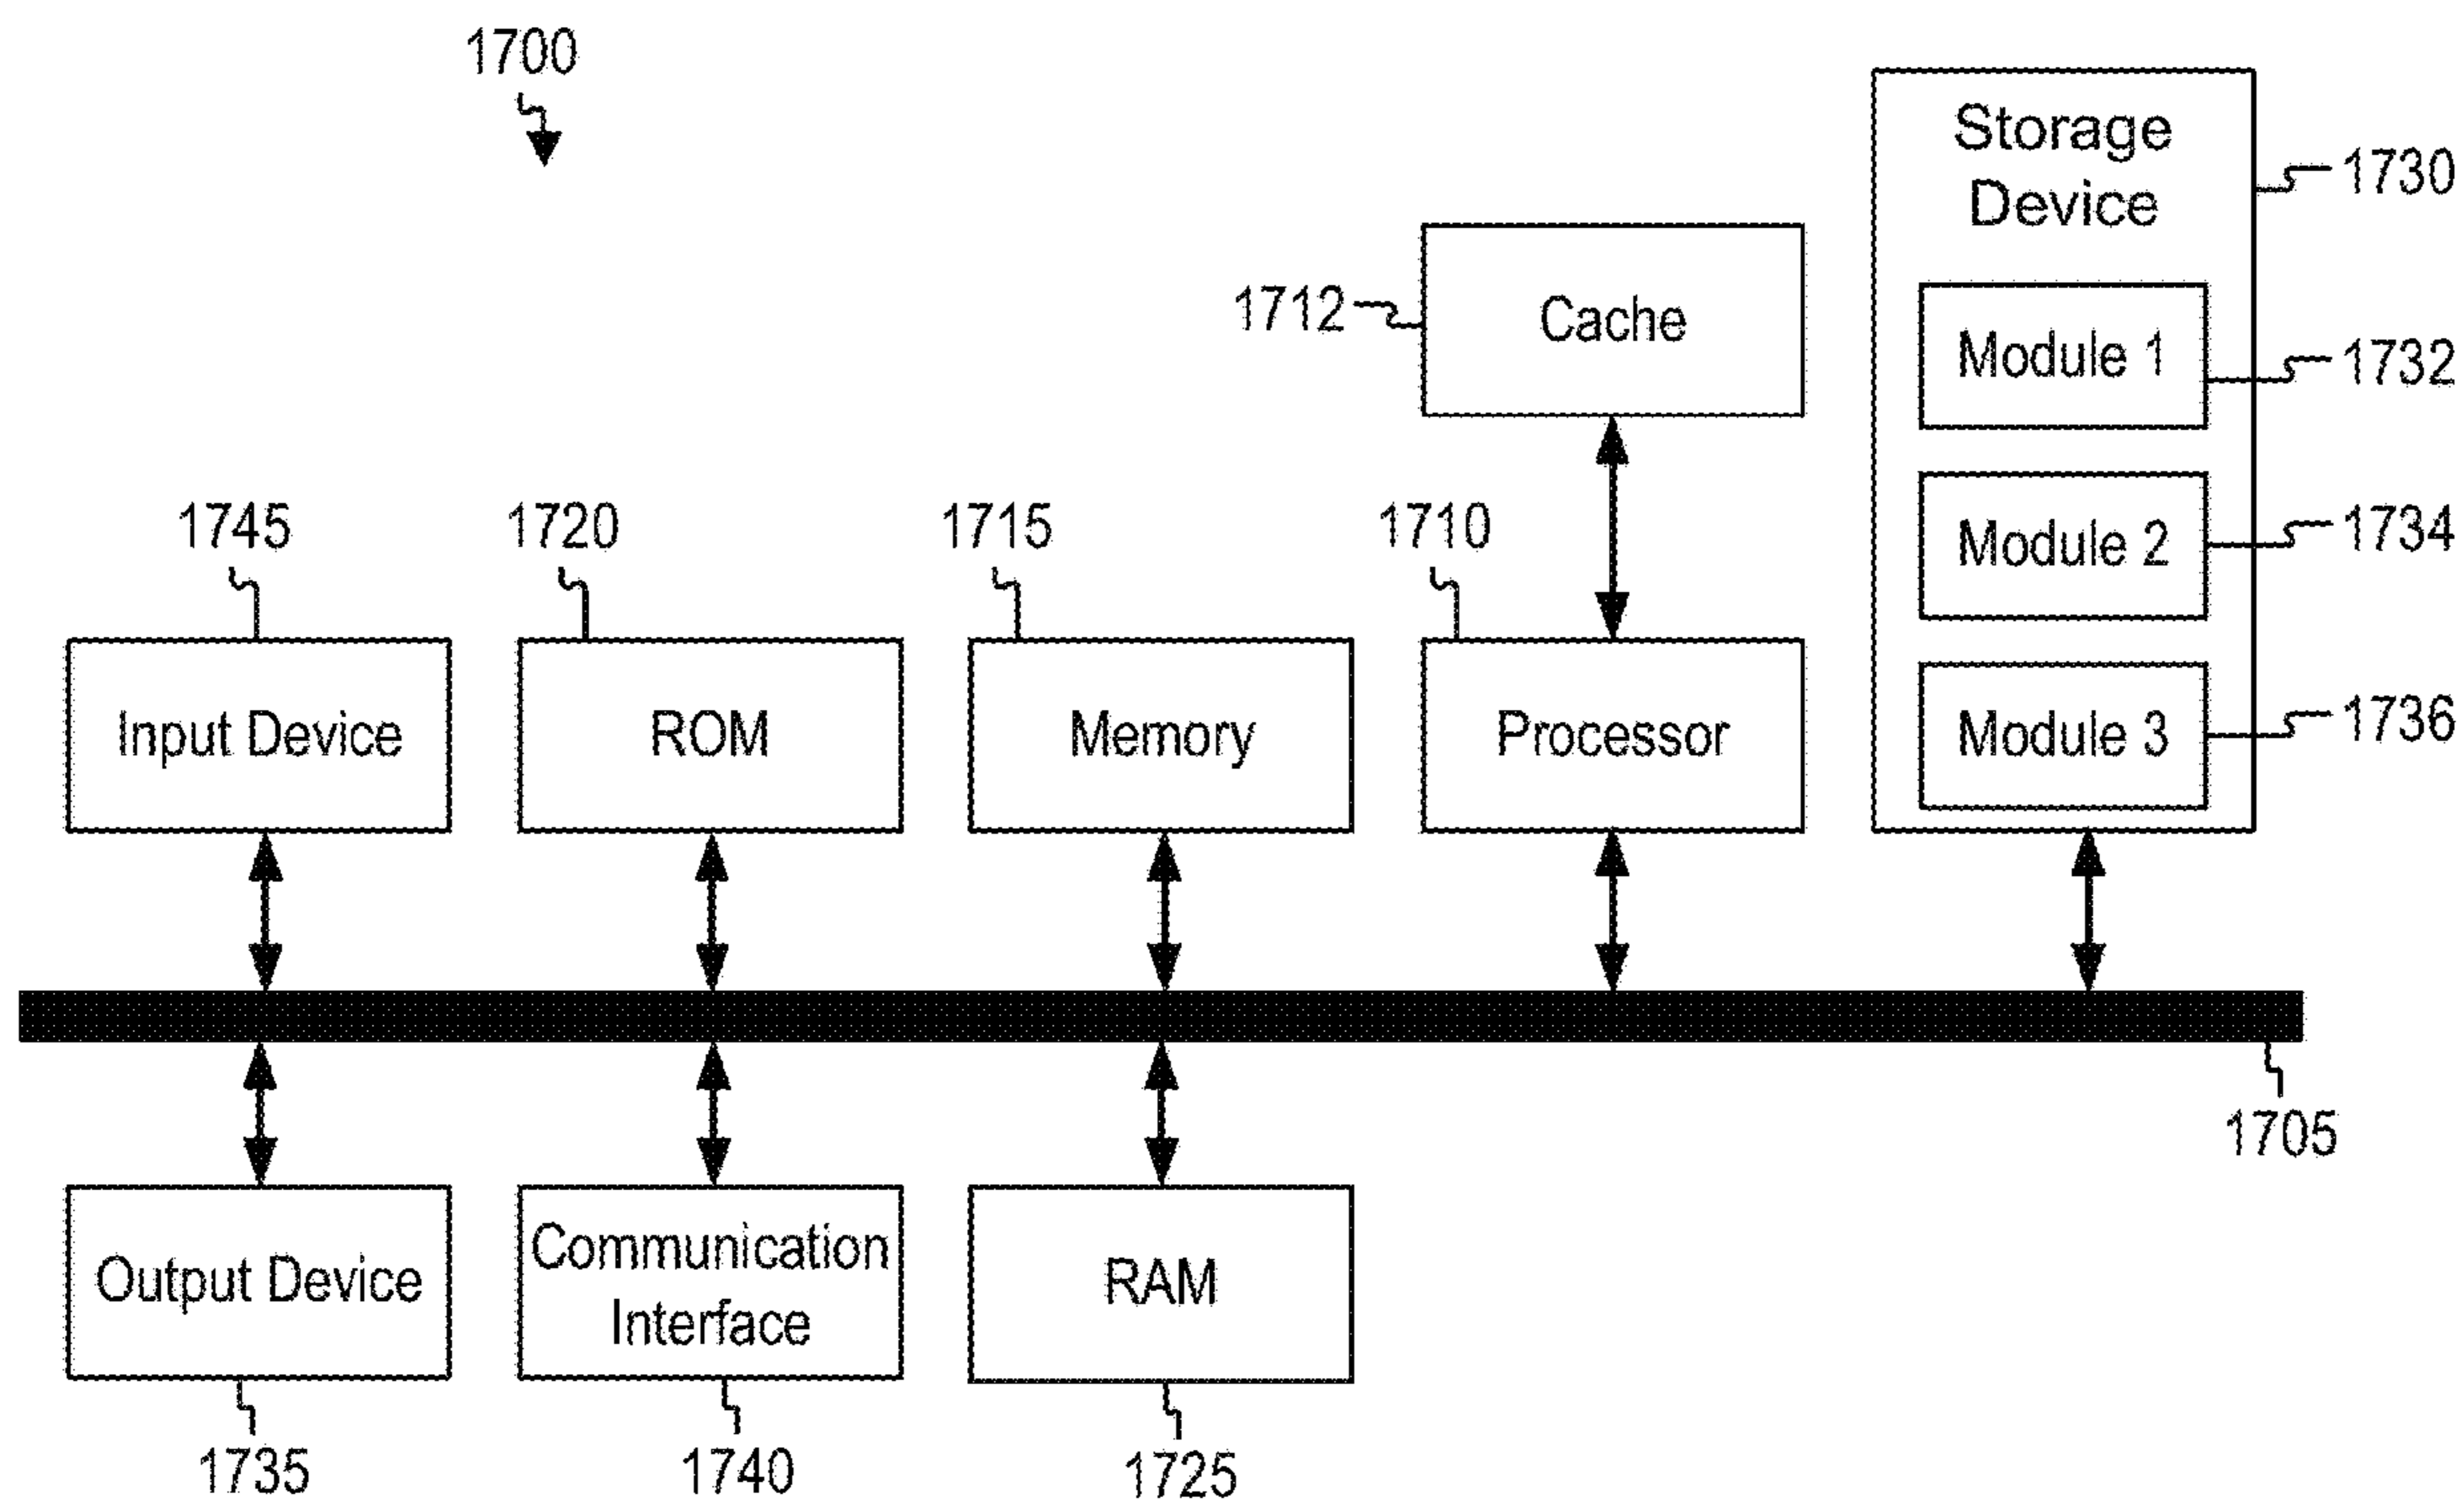 1700
Storage
Device
1730
1712
Cache
Module 1
1732
1745
1720
1715
1710
Module 2
1734
Input Device
ROM
Memory
Processor
Module 3
1736
1705
Output Device
Communication
Interface
RAM
1735
1740
1725